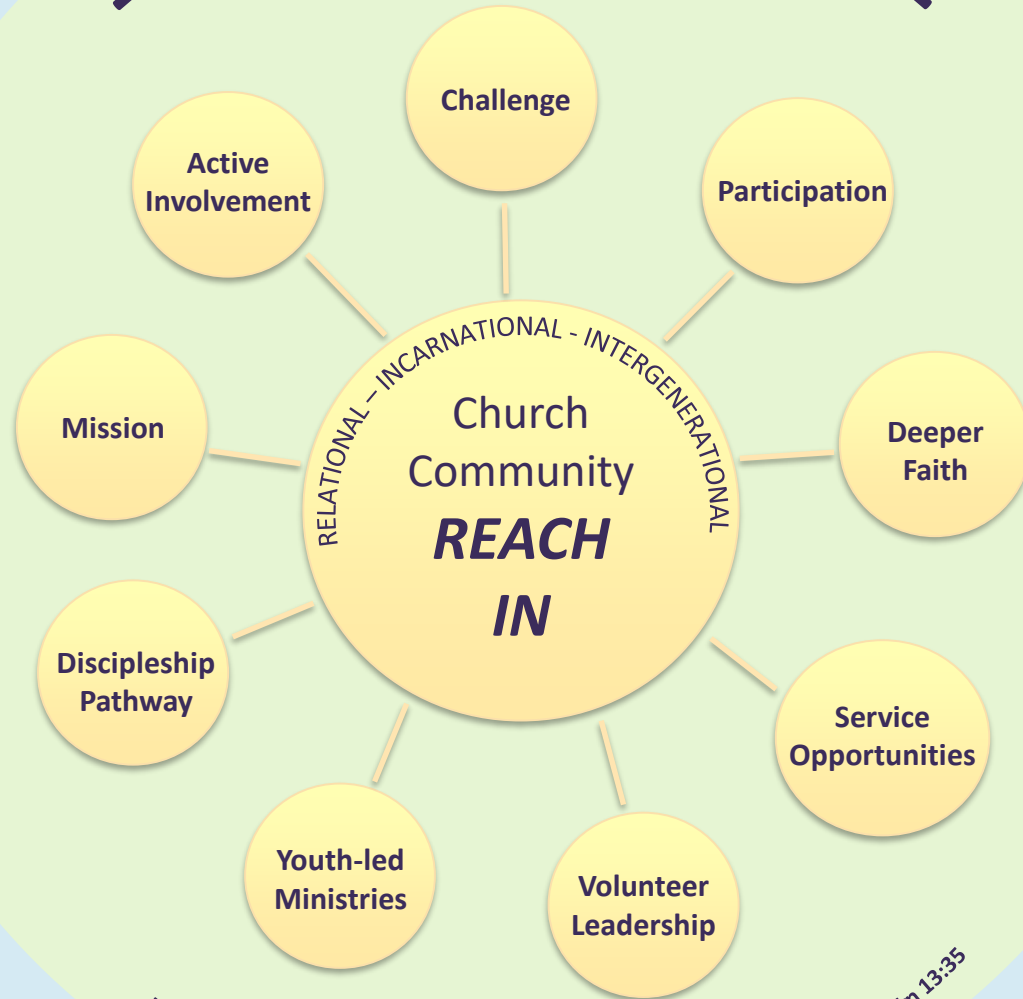 Challenge
Active
Involvement
Participation
RELATIONAL – INCARNATIONAL - INTERGENERATIONAL
Church
Community
REACH
IN
Mission
Deeper
Faith
Discipleship
Pathway
Service
Opportunities
Youth-led
Ministries
Volunteer
Leadership
13:35